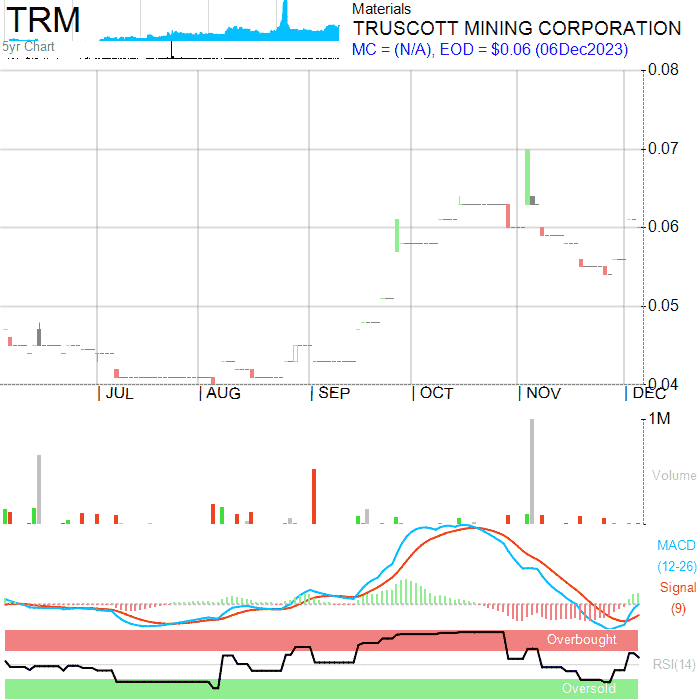 TRM
5yr Chart
Materials
TRUSCOTT MINING CORPORATION
MC = (N/A), EOD = $0.06 (06Dec2023)
0.08
0.07
0.06
0.05
0.04
JUL AUG SEP OCT NOV DEC
1M
Volume
MACD
(12-26)
Signal
(9)
Overbought
RSI(14)
Oversold